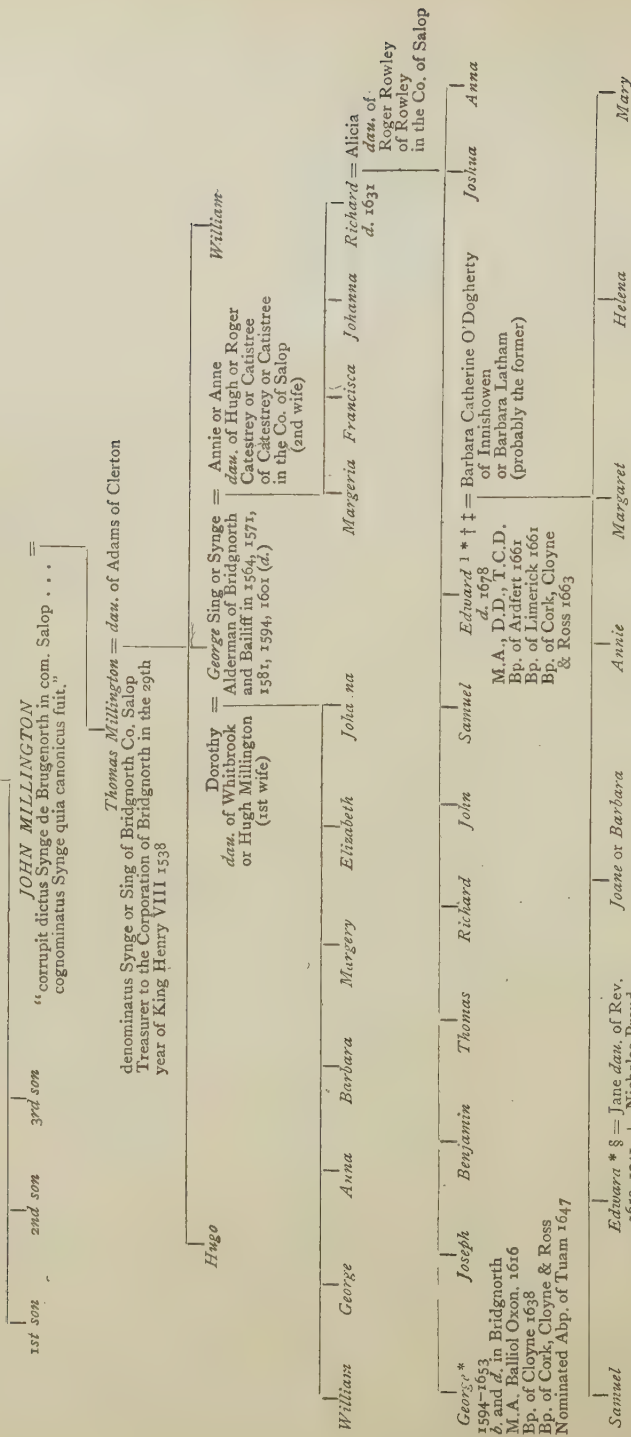 1st son 2nd son 3rd son JOHN MILLINGTON
"corrupit dictus Synge de Brugenorth in com. Salop . . . =
cognominatus Synge quia canonicus fuit."
Thomas Millington = dau. of Adams of Clerton
denominatus Synge or Sing of Bridgnorth Co. Salop
Treasurer to the Corporation of Bridgnorth in the 29th
year of King Henry VIII 1538
Hugo
Dorothy
dau. of Whitbrook
or Hugh Millington
(1st wife)
= George Sing or Synge =
Alderman of Bridgnorth
and Bailiff in 1564, 1571,
1581, 1594, 1601 (d.)
Annie or Anne
dau. of Hugh or Roger
Catestrey or Catistree
of Catestrey or Catistree
in the Co. of Salop
(2nd wife)
William
William George Anna Barbara Margery Elizabeth Joha na
Margeria Francisca Johanna Richard = Alicia
d. 1631
dau. of
Roger Rowley
of Rowley
in the Co. of Salop
George *
1594-1653
b. and d. in Bridgnorth
M.A. Balliol Oxon. 1616
Bp. of Cloyne 1638
Bp. of Cork, Cloyne & Ross
Nominated Abp. of Tuam 1647
Joseph Benjamin Thomas Richard John Samuel
Edward 1 * † ‡ = Barbara Catherine O'Dogherty
d. 1678
M.A., D.D., T.C.D.
Bp. of Ardfert 1661
Bp. of Limerick 1661
Bp. of Cork, Cloyne
& Ross 1663
of Innishowen
or Barbara Latham
(probably the former)
Joshua Anna
Samuel Edward * § = Jane dau. of Rev. Joane or Barbara Annie Margaret Helena Mary